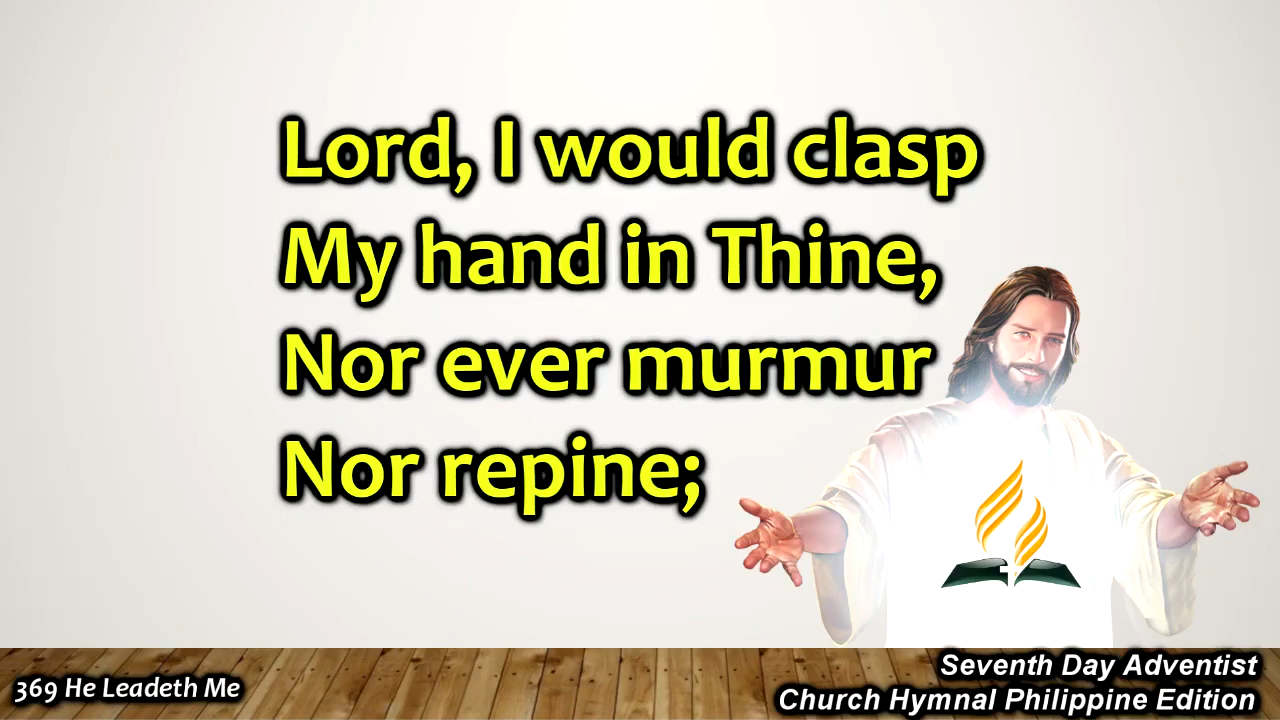 Lord, I would clasp
My hand in Thine,
Nor ever murmur
Nor repine;
369 He Leadeth Me
Seventh Day Adventist
Church Hymnal Philippine Edition